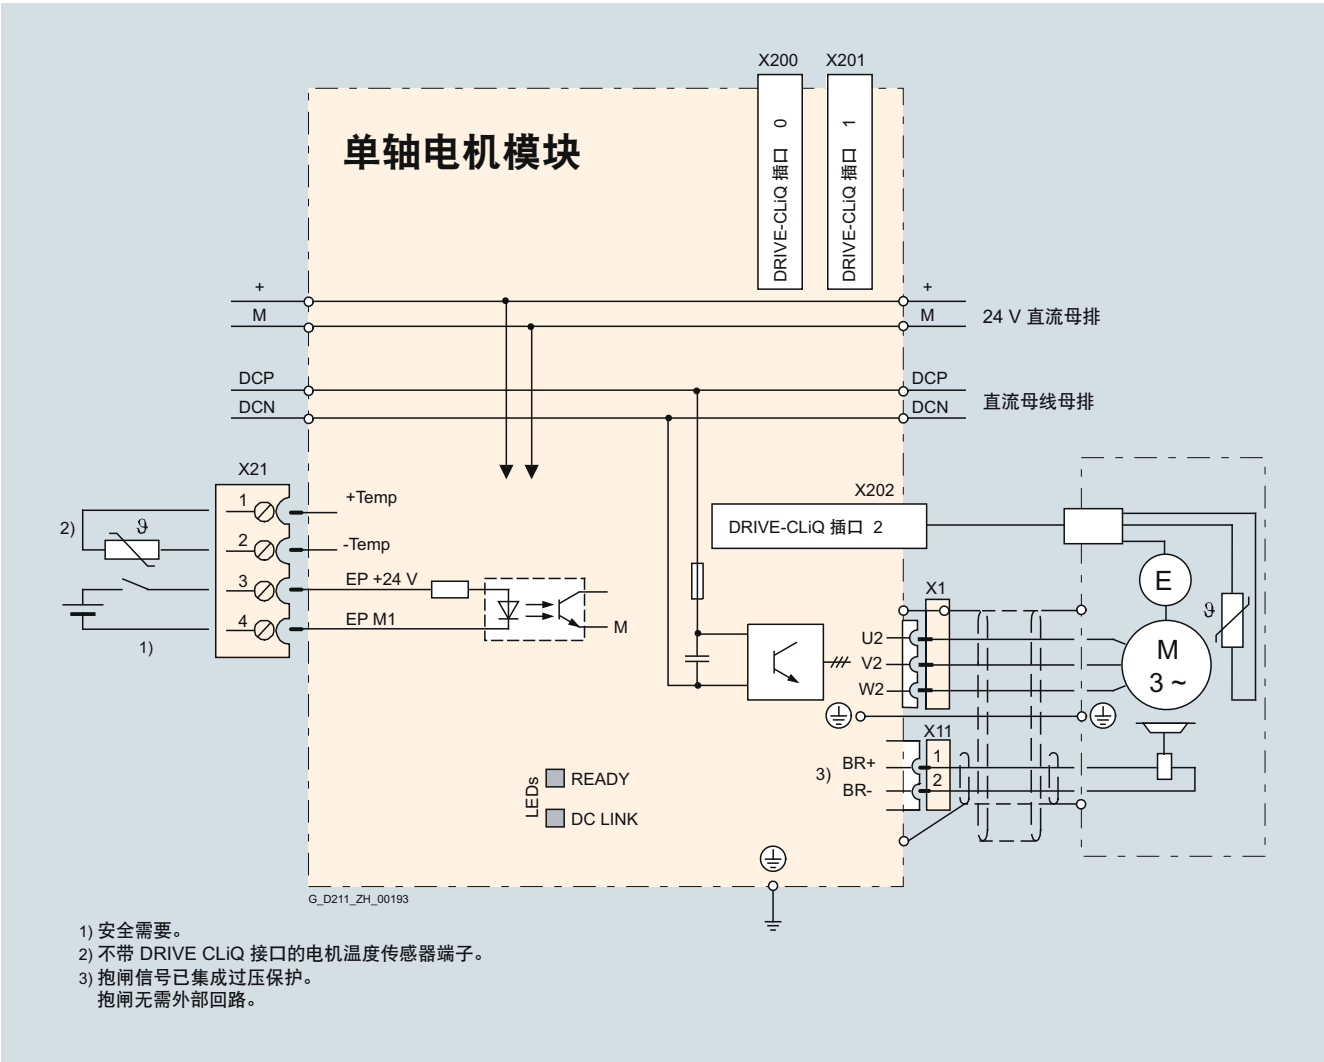 X200
X201
DRIVE-CLiQ 插口 0
DRIVE-CLiQ 插口 1
单轴电机模块
+
M
+
M
24 V 直流母排
DCP
DCN
DCP
DCN
直流母线母排
X21
1
+Temp
2)
ϑ
2
-Temp
3
EP +24 V
4
EP M1
1)
M
X202
DRIVE-CLiQ 插口 2
E
ϑ
X1
U2
V2
W2
M
3 ~
X11
3)
BR+
BR-
1
2
LEDs
READY
DC LINK
G_D211_ZH_00193
1) 安全需要。
2) 不带 DRIVE CLiQ 接口的电机温度传感器端子。
3) 抱闸信号已集成过压保护。
抱闸无需外部回路。